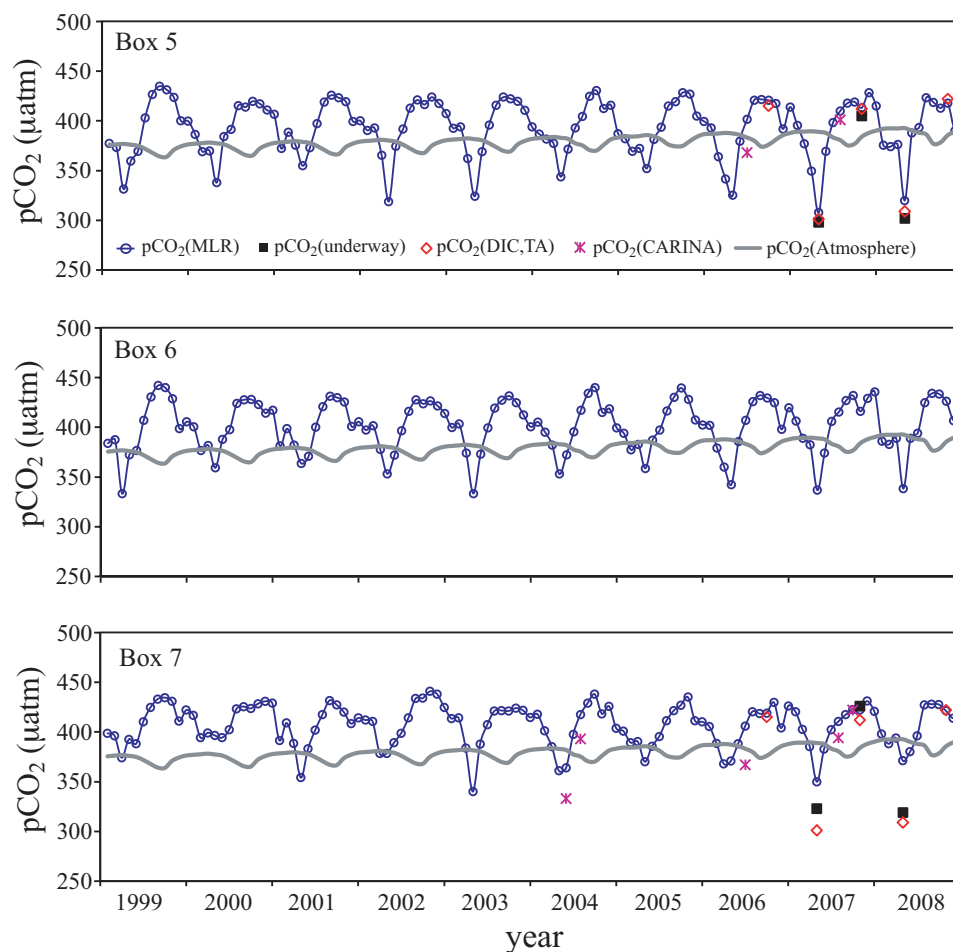 500
450
400
350
300
250
pCO₂ (µatm)
Box 5
pCO₂(MLR) pCO₂(underway) pCO₂(DIC,TA) pCO₂(CARINA) pCO₂(Atmosphere)
500
450
400
350
300
250
pCO₂ (µatm)
Box 6
500
450
400
350
300
250
pCO₂ (µatm)
Box 7
1999 2000 2001 2002 2003 2004 2005 2006 2007 2008
year